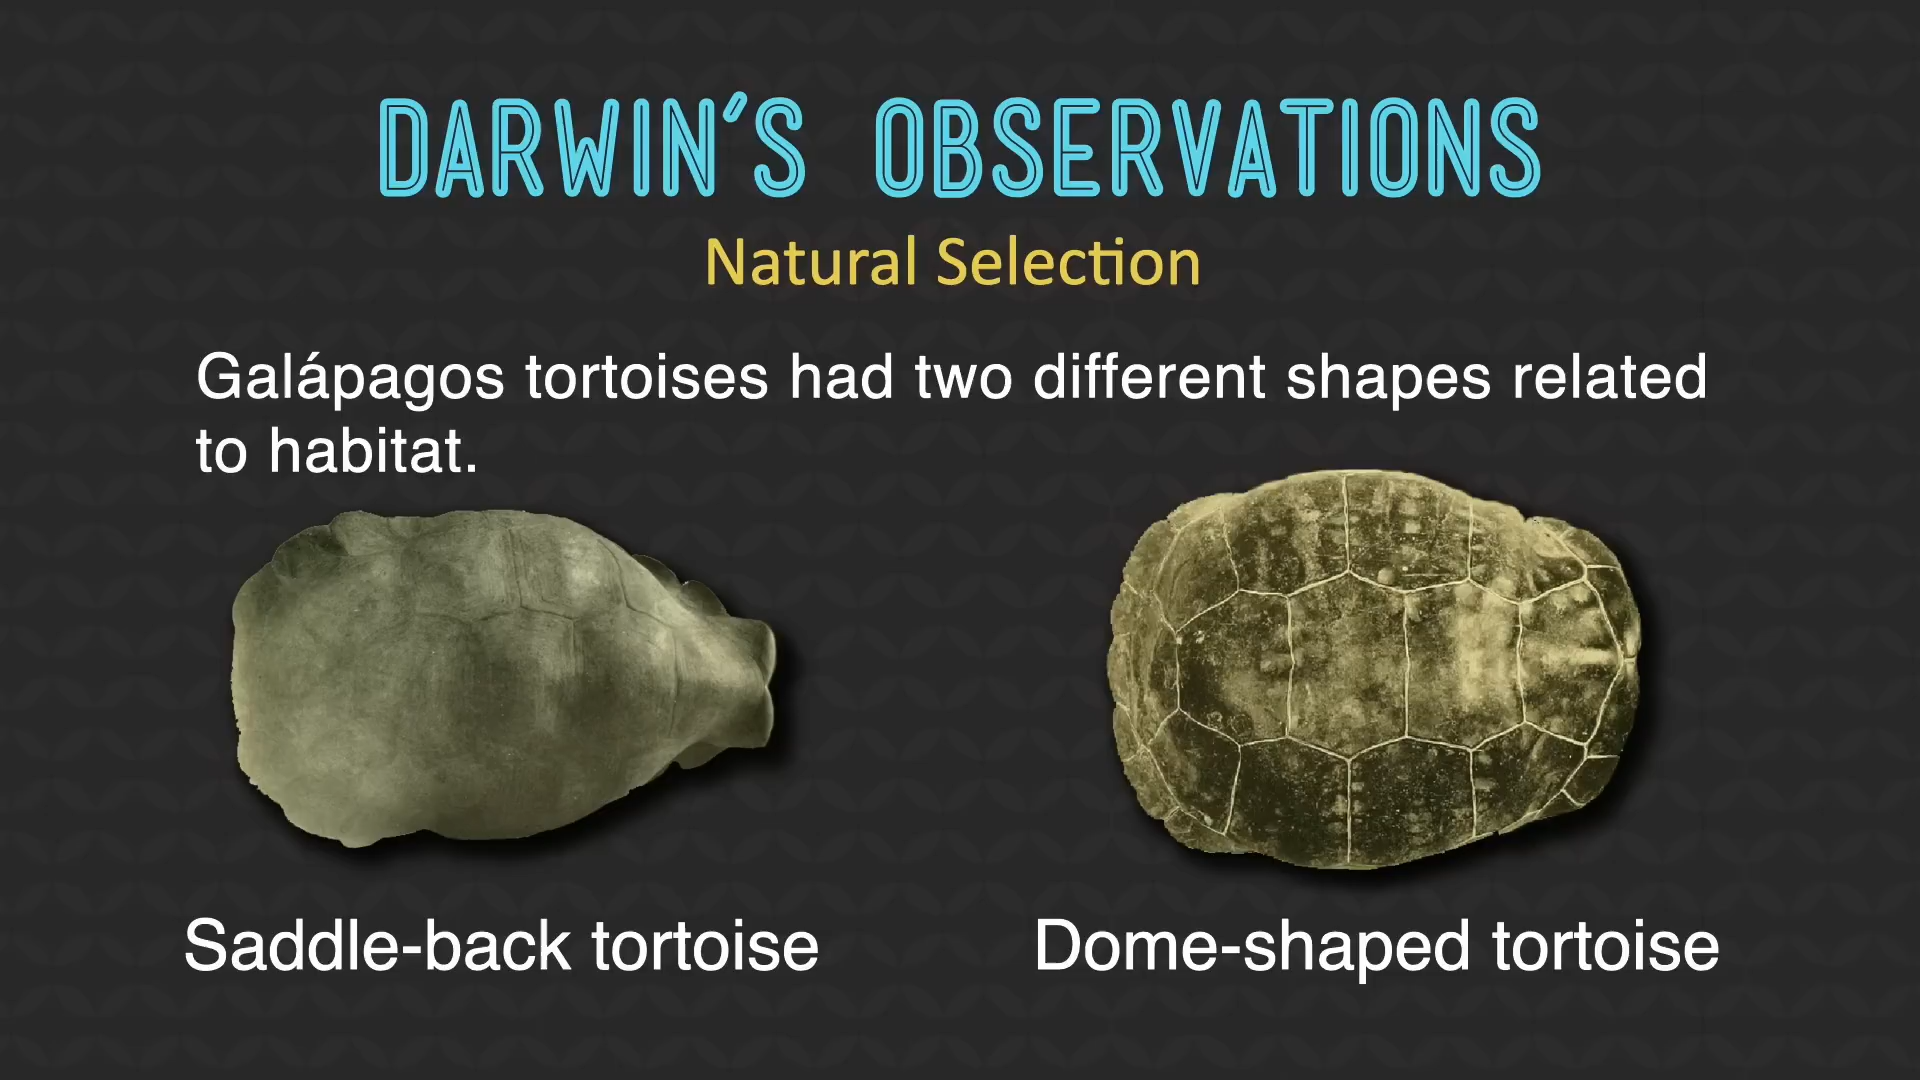 DARWIN'S OBSERVATIONS
Natural Selection
Galápagos tortoises had two different shapes related
to habitat.
Saddle-back tortoise
Dome-shaped tortoise